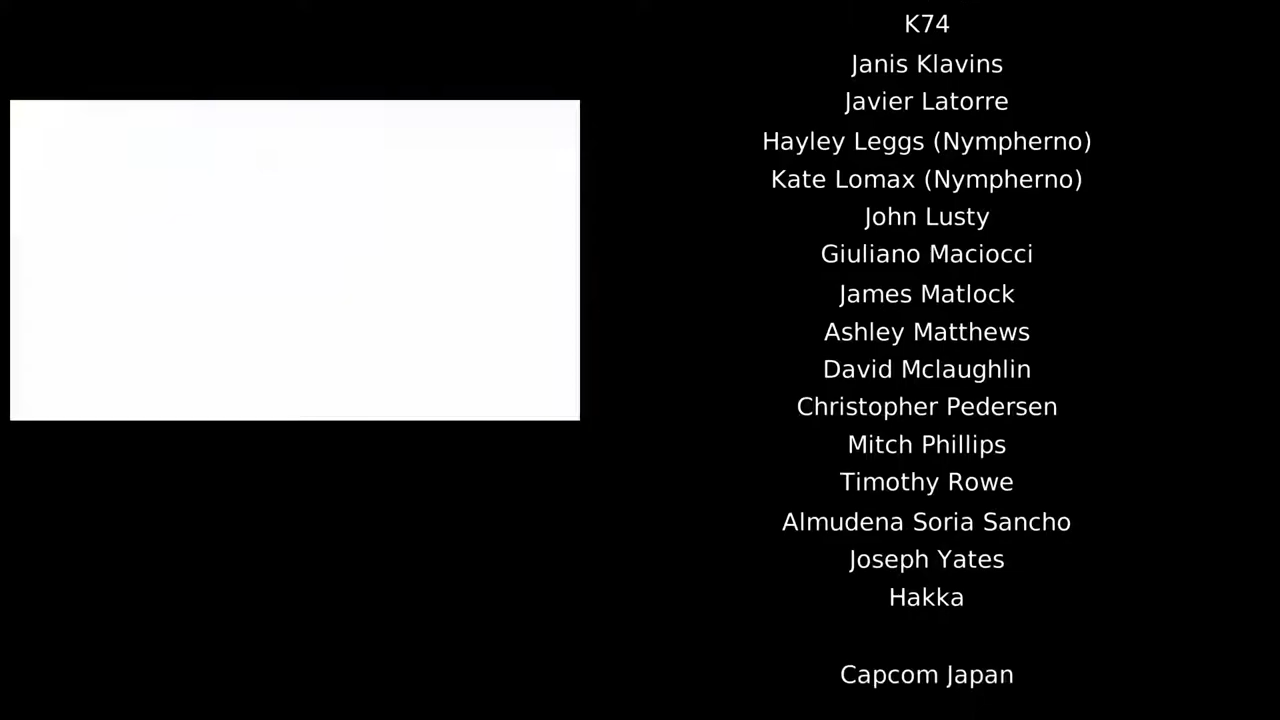 K74
Janis Klavins
Javier Latorre
Hayley Leggs (Nympherno)
Kate Lomax (Nympherno)
John Lusty
Giuliano Maciocci
James Matlock
Ashley Matthews
David Mclaughlin
Christopher Pedersen
Mitch Phillips
Timothy Rowe
Almudena Soria Sancho
Joseph Yates
Hakka
Capcom Japan